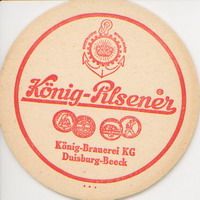 König-Pilsener
König-Brauerei KG
Duisburg-Beeck